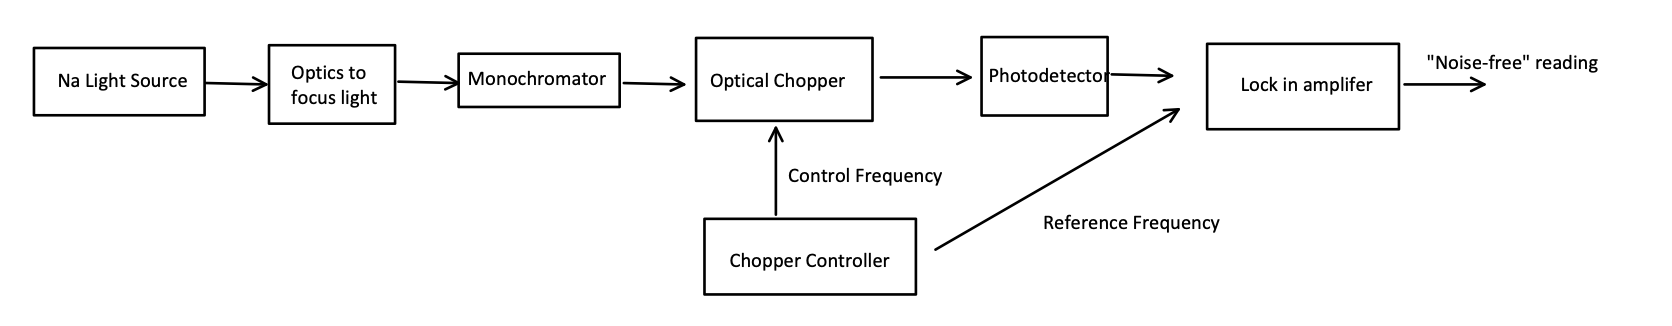 Na Light Source
Optics to
focus light
Monochromator
Optical Chopper
Photodetector
Lock in amplifer
"Noise-free" reading
Control Frequency
Reference Frequency
Chopper Controller